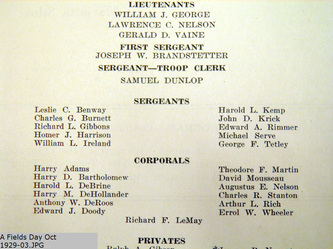 LIEUTENANTS
WILLIAM J. GEORGE
LAWRENCE C. NELSON
GERALD D. VAINE
FIRST SERGEANT
JOSEPH W. BRANDSTETTER
SERGEANT—TROOP CLERK
SAMUEL DUNLOP
SERGEANTS
Leslie C. Benway
Charles G. Burnett
Richard L. Gibbons
Homer J. Harrison
William L. Ireland
Harold L. Kemp
John D. Krick
Edward A. Rimmer
Michael Serve
George F. Tetley
CORPORALS
Harry Adams
Harry D. Bartholomew
Harold L. DeBrine
Harry M. DeHollander
Anthony W. DeRoos
Edward J. Doody
Theodore F. Martin
David Mousseau
Augustus E. Nelson
Charles R. Stanton
Arthur L. Rich
Errol W. Wheeler
Richard F. LeMay
PRIVATES
A Fields Day Oct
1929-03.JPG